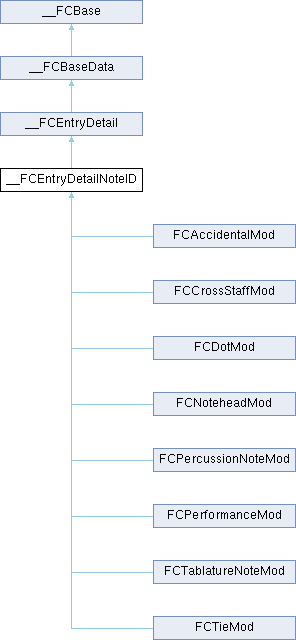 __FCBase
__FCBaseData
__FCEntryDetail
__FCEntryDetailNoteID
FCAccidentalMod
FCCrossStaffMod
FCDotMod
FCNoteheadMod
FCPercussionNoteMod
FCPerformanceMod
FCTablatureNoteMod
FCTieMod